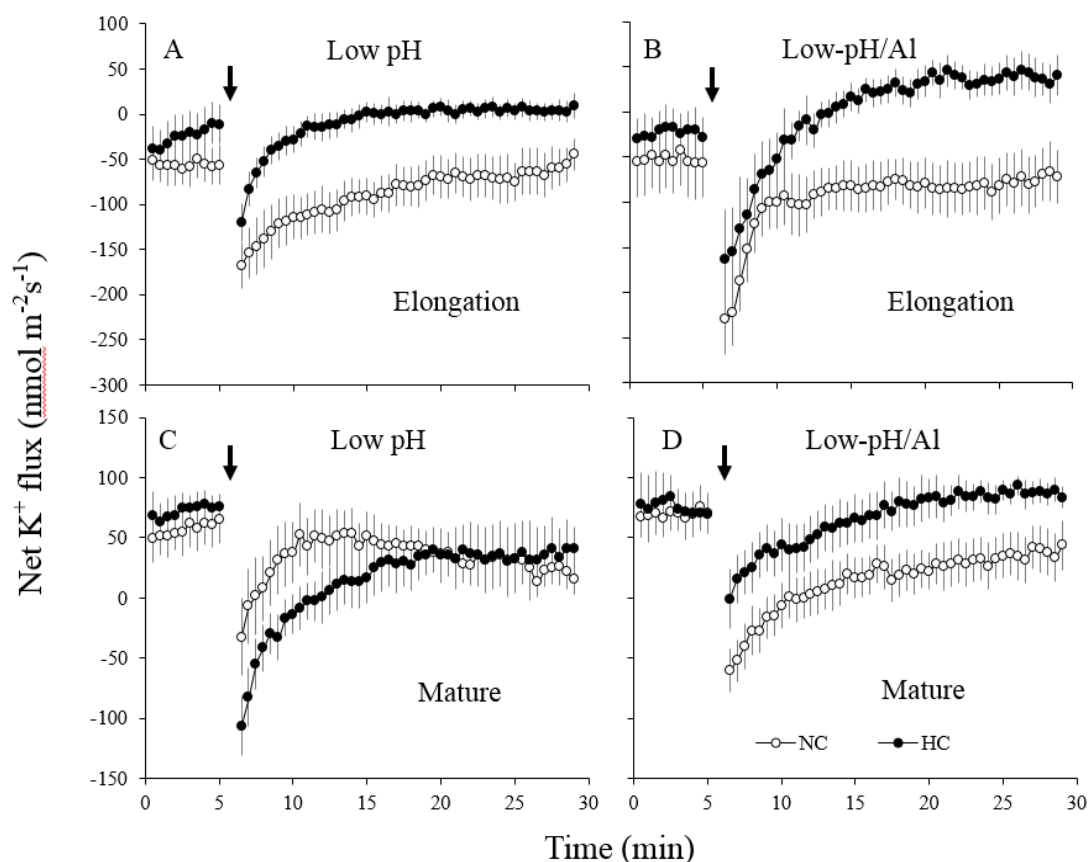 A
Low pH
B
Low-pH/Al
100
50
0
-50
-100
-150
-200
-250
-300
Elongation
Elongation
Net K⁺ flux (nmol m⁻²s⁻¹)
C
Low pH
D
Low-pH/Al
150
100
50
0
-50
-100
-150
Mature
Mature
NC
HC
0 5 10 15 20 25 30
0 5 10 15 20 25 30
Time (min)